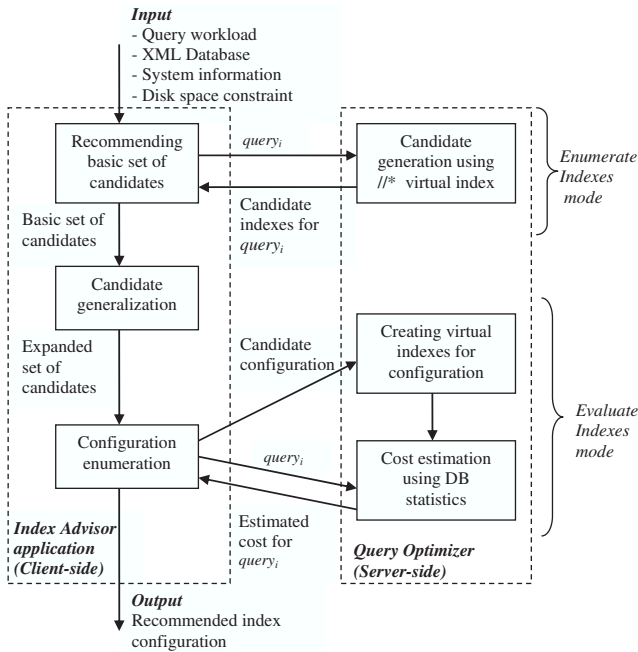 Input
- Query workload
- XML Database
- System information
- Disk space constraint
Recommending
basic set of
candidates
query_i
Candidate
generation using
//* virtual index
Enumerate
Indexes
mode
Candidate
indexes for
query_i
Basic set of
candidates
Candidate
generalization
Expanded
set of
candidates
Candidate
configuration
Creating virtual
indexes for
configuration
Evaluate
Indexes
mode
Configuration
enumeration
query_i
Cost estimation
using DB
statistics
Estimated
cost for
query_i
Index Advisor
application
(Client-side)
Query Optimizer
(Server-side)
Output
Recommended index
configuration